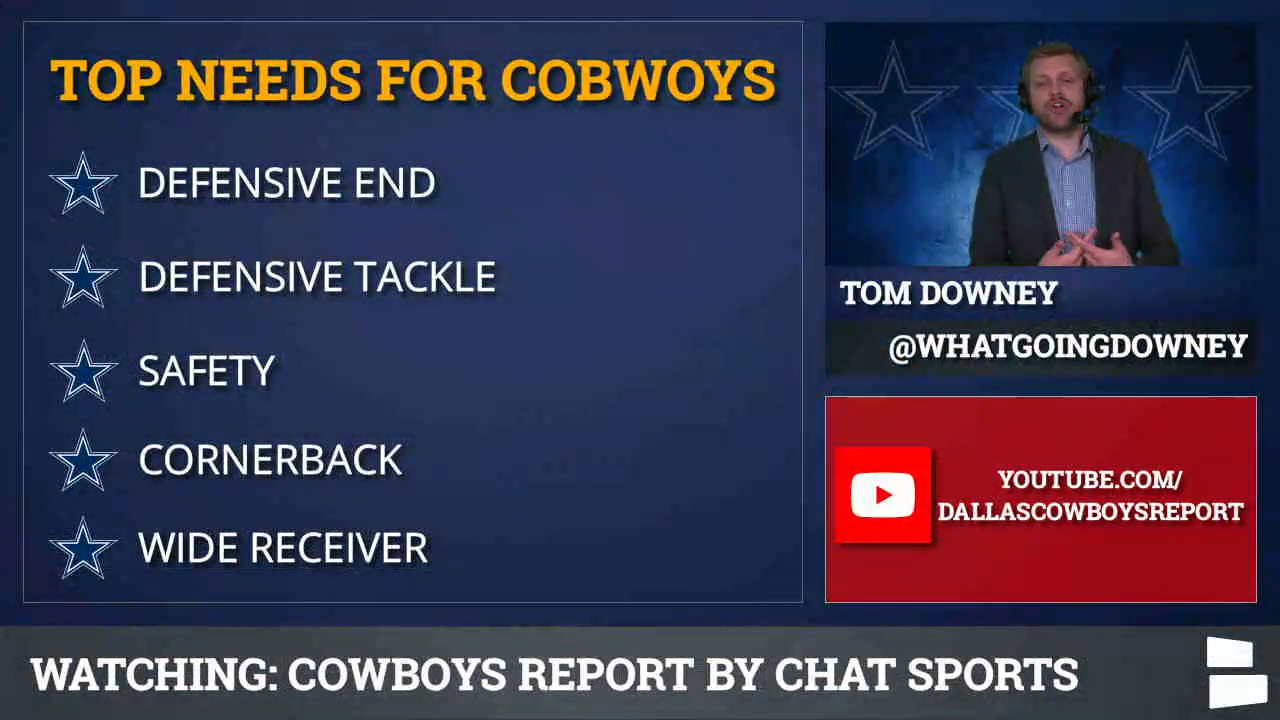 TOP NEEDS FOR COBWOYS
DEFENSIVE END
DEFENSIVE TACKLE
SAFETY
CORNERBACK
WIDE RECEIVER
TOM DOWNEY
@WHATGOINGDOWNEY
YOUTUBE.COM/
DALLASCOWBOYSREPORT
WATCHING: COWBOYS REPORT BY CHAT SPORTS